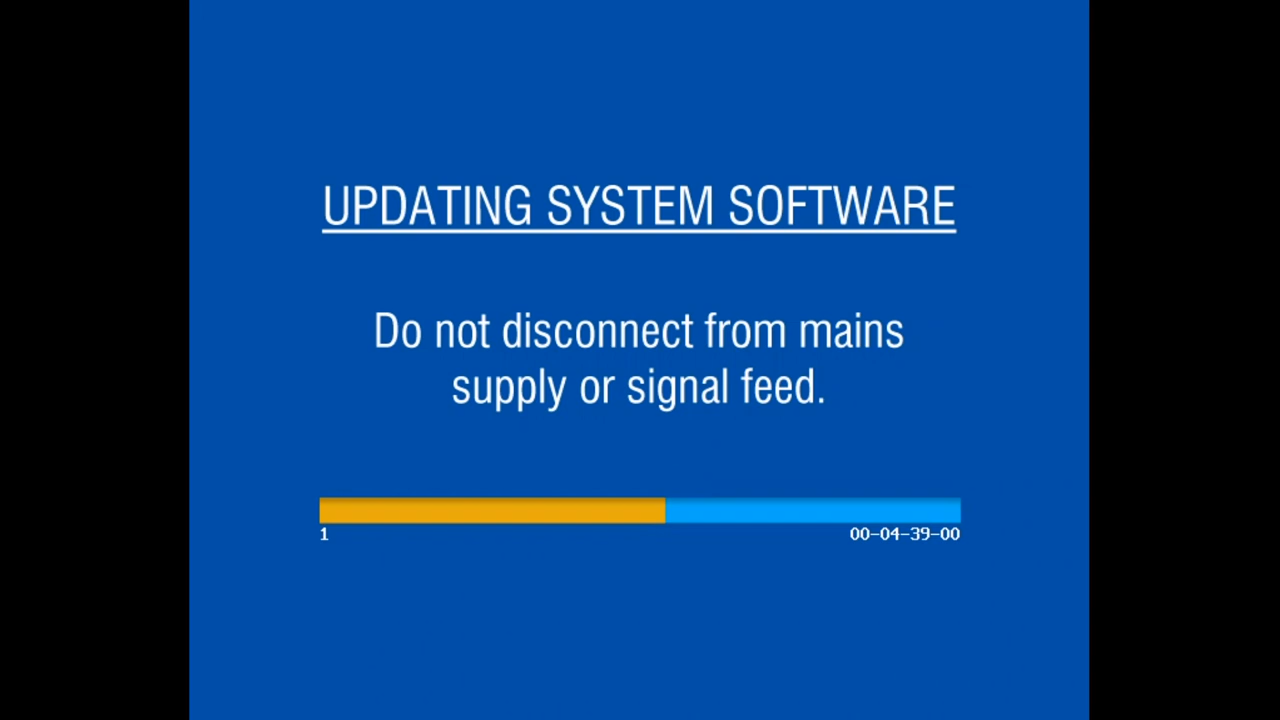 UPDATING SYSTEM SOFTWARE
Do not disconnect from mains
supply or signal feed.
1 00-04-39-00